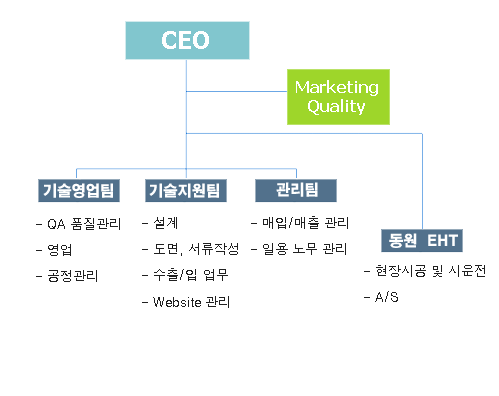 CEO
Marketing
Quality
기술영업팀
- QA 품질관리
- 영업
- 공정관리
기술지원팀
- 설계
- 도면, 서류작성
- 수출/입 업무
- Website 관리
관리팀
- 매입/매출 관리
- 일용 노무 관리
동원 EHT
- 현장시공 및 시운전
- A/S